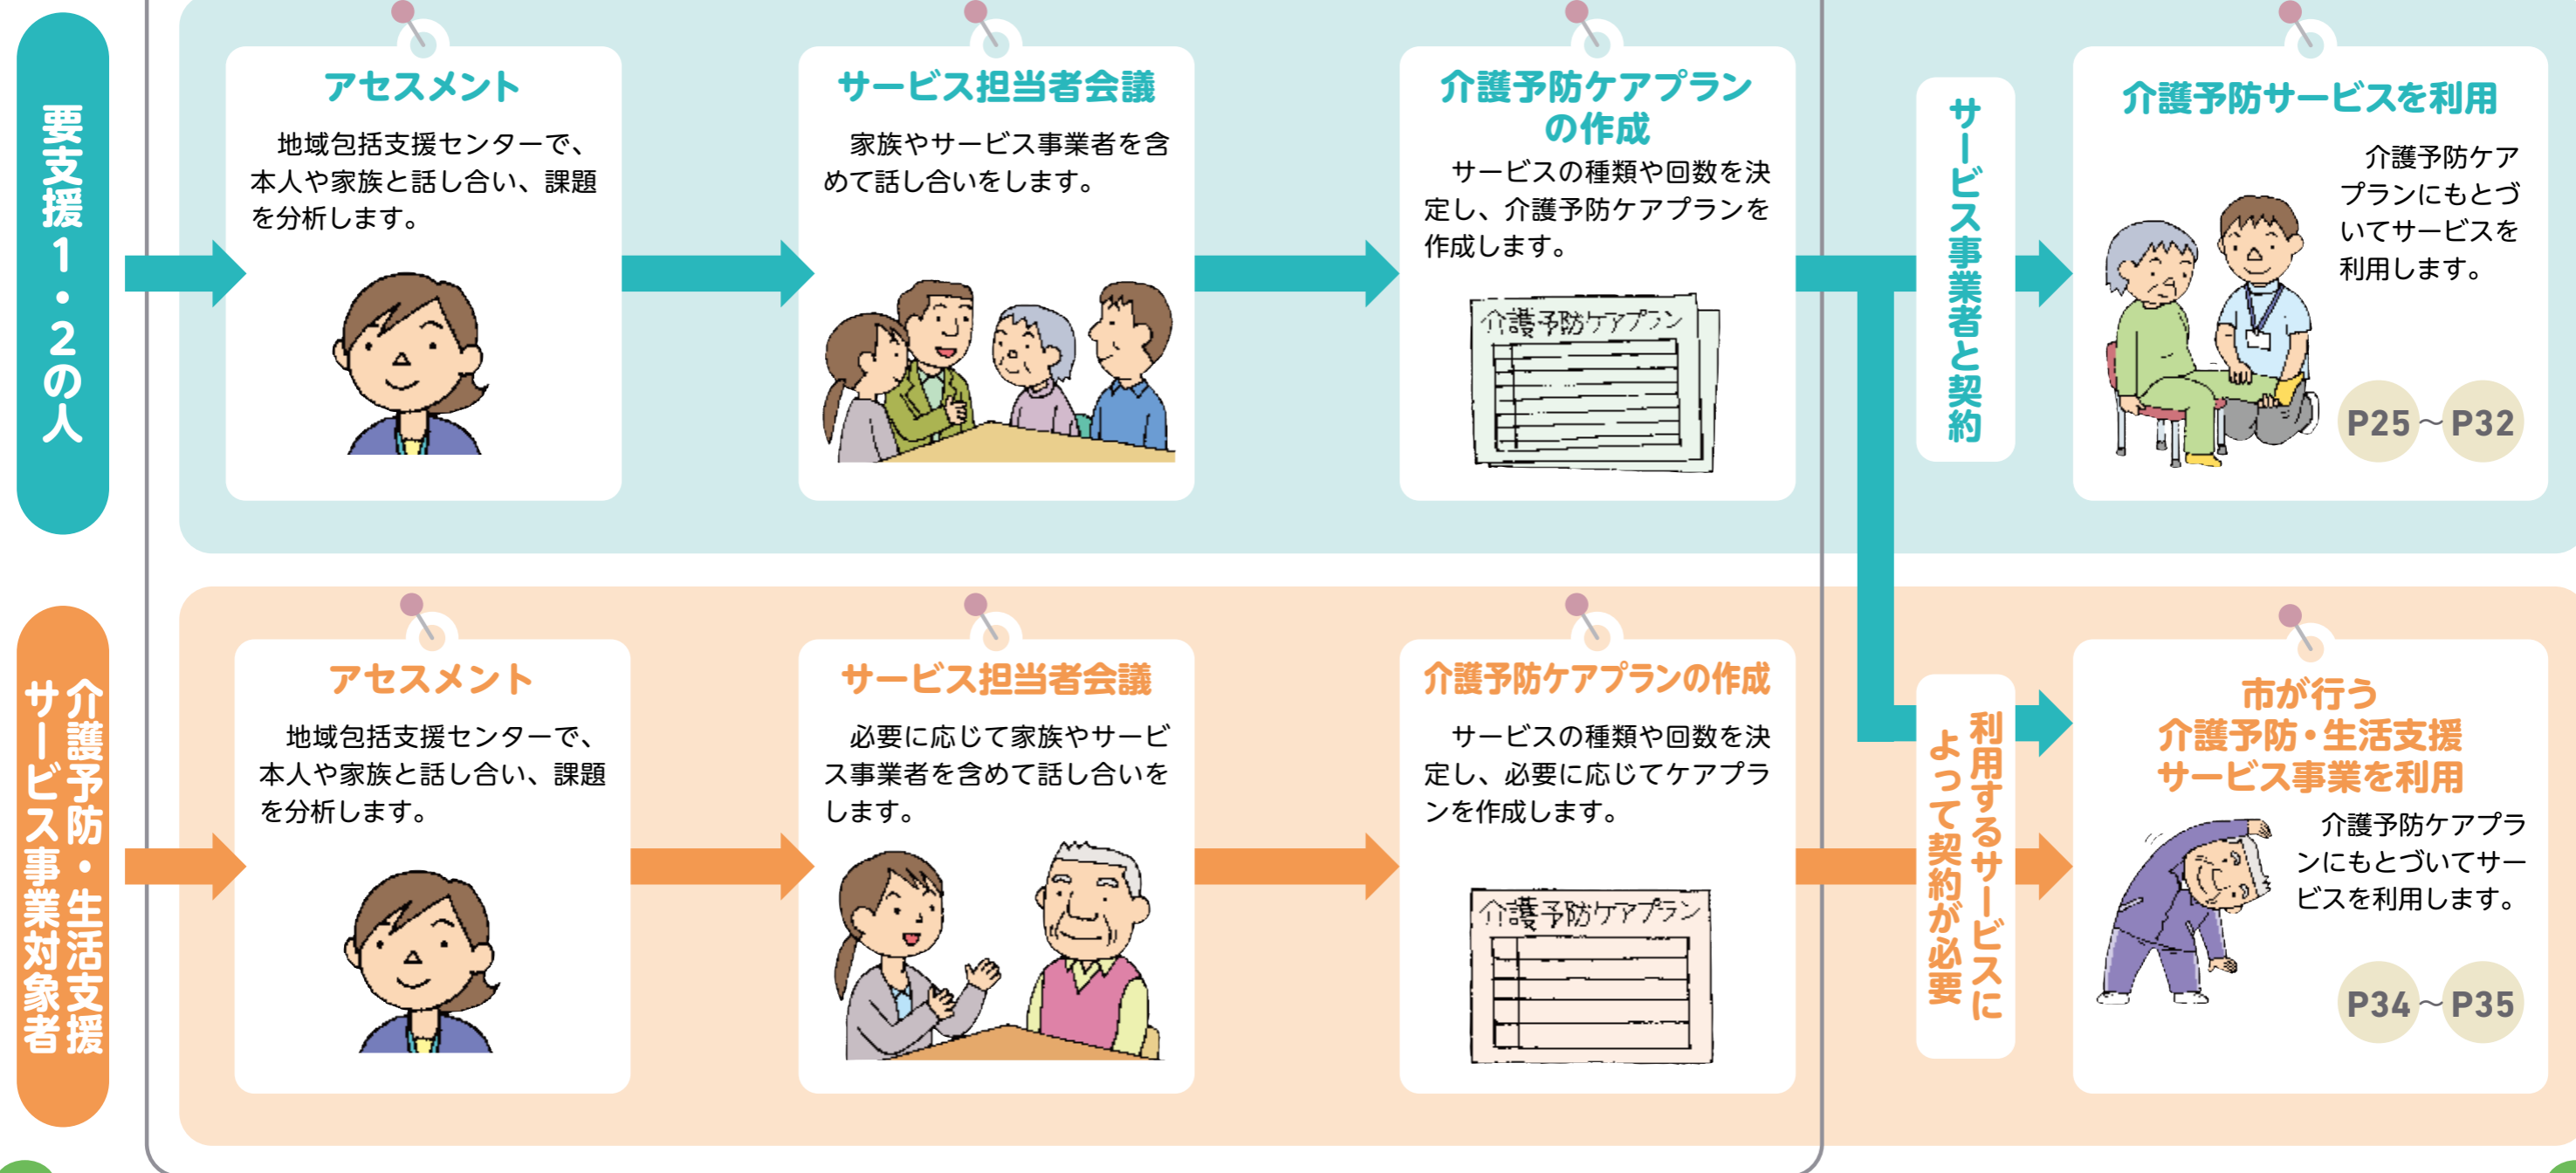 要支援1・2の人
アセスメント
地域包括支援センターで、
本人や家族と話し合い、課題
を分析します。
サービス担当者会議
家族やサービス事業者を含
めて話し合いをします。
介護予防ケアプラン
の作成
サービスの種類や回数を決
定し、介護予防ケアプランを
作成します。
介護予防ケアプラン
サービス事業者と契約
介護予防サービスを利用
介護予防ケア
プランにもとづ
いてサービスを
利用します。
P25～P32
介護予防・生活支援
サービス事業対象者
アセスメント
地域包括支援センターで、
本人や家族と話し合い、課題
を分析します。
サービス担当者会議
必要に応じて家族やサービ
ス事業者を含めて話し合いを
します。
介護予防ケアプランの作成
サービスの種類や回数を決
定し、必要に応じてケアプラ
ンを作成します。
介護予防ケアプラン
利用するサービスに
よって契約が必要
市が行う
介護予防・生活支援
サービス事業を利用
介護予防ケアプラ
ンにもとづいてサー
ビスを利用します。
P34～P35